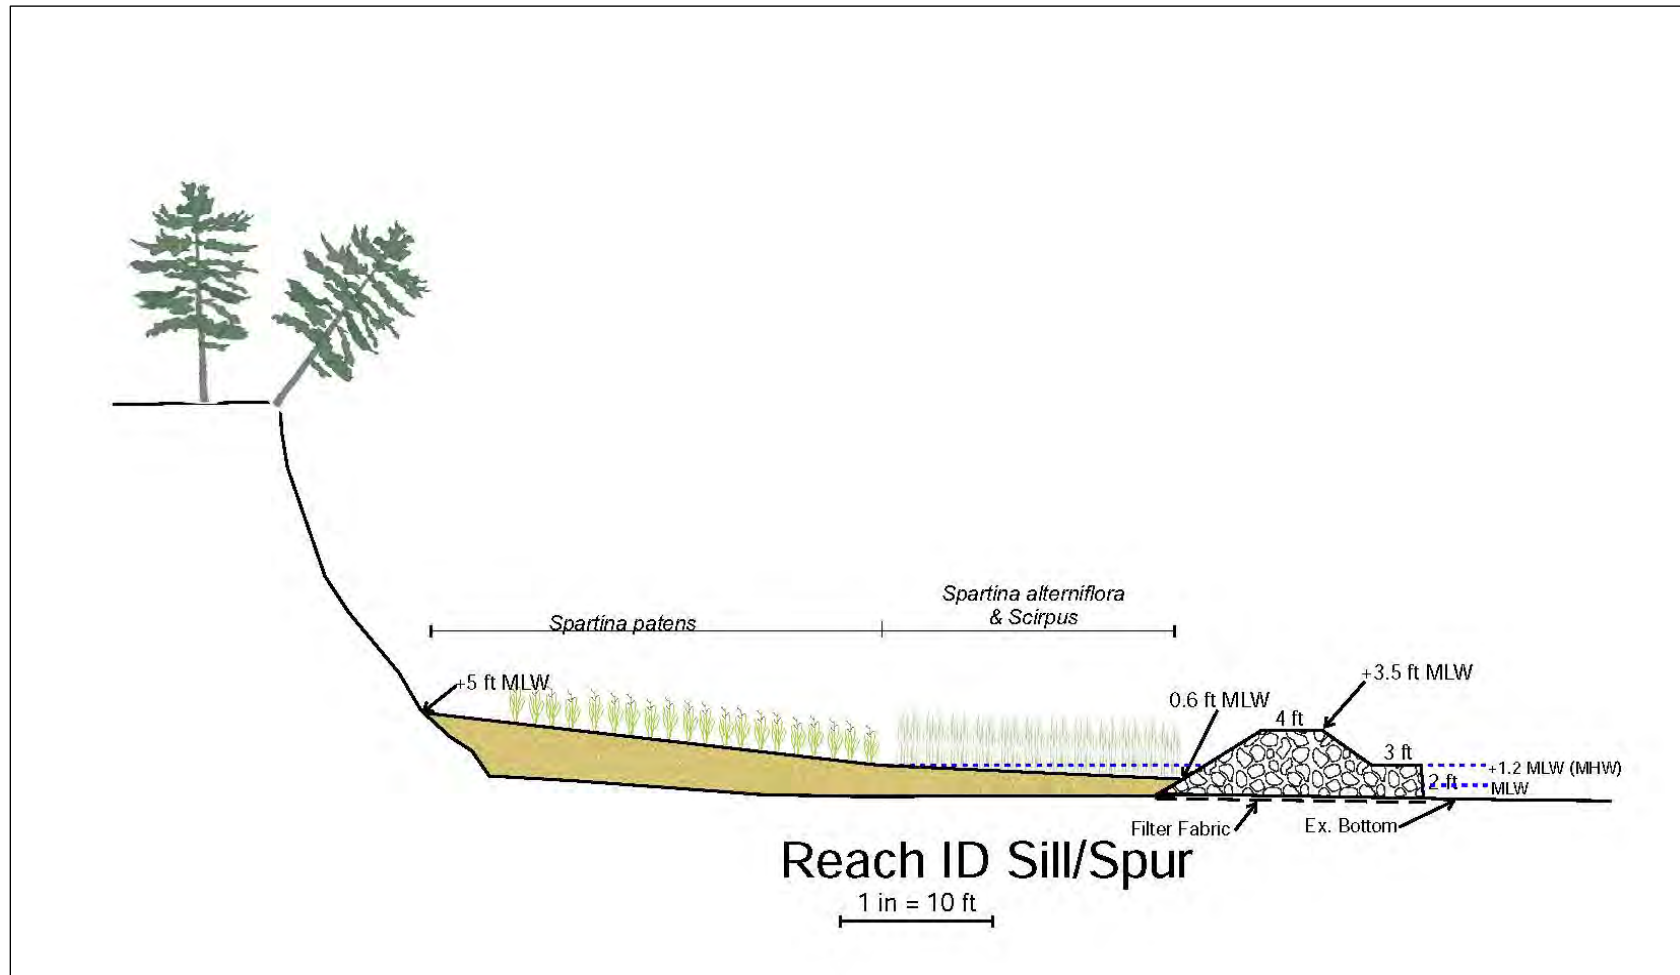 Spartina alterniflora
& Scirpus
Spartina patens
+5 ft MLW
+3.5 ft MLW
0.6 ft MLW
4 ft
3 ft
+1.2 MLW (MHW)
2 ft
MLW
Filter Fabric
Ex. Bottom
Reach ID Sill/Spur
1 in = 10 ft